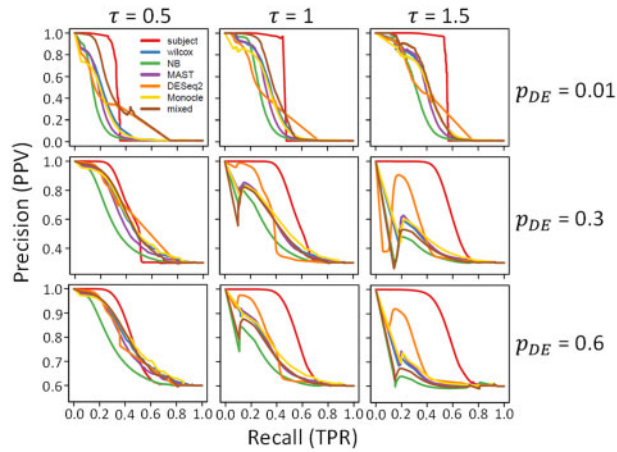 τ = 0.5 τ = 1 τ = 1.5
1.0
0.8
0.6
0.4
0.2
0.0
subject
wilcox
NB
MAST
DESeq2
Monocle
mixed
p_DE = 0.01
Precision (PPV)
1.0
0.8
0.6
0.4
p_DE = 0.3
1.0
0.9
0.8
0.7
0.6
p_DE = 0.6
0.0 0.2 0.4 0.6 0.8 1.0 0.0 0.2 0.4 0.6 0.8 1.0 0.0 0.2 0.4 0.6 0.8 1.0
Recall (TPR)